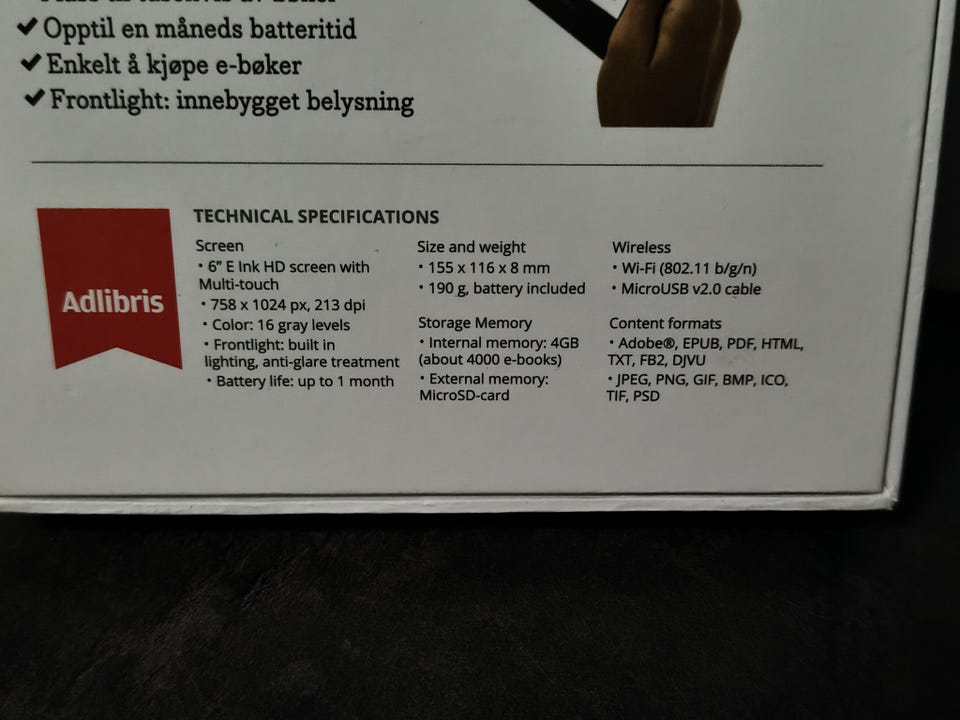 ✔ Opptil en måneds batteritid
✔ Enkelt å kjøpe e-bøker
✔ Frontlight: innebygget belysning
Adlibris
TECHNICAL SPECIFICATIONS
Screen
• 6” E Ink HD screen with
Multi-touch
• 758 x 1024 px, 213 dpi
• Color: 16 gray levels
• Frontlight: built in
lighting, anti-glare treatment
• Battery life: up to 1 month
Size and weight
• 155 x 116 x 8 mm
• 190 g, battery included
Storage Memory
• Internal memory: 4GB
(about 4000 e-books)
• External memory:
MicroSD-card
Wireless
• Wi-Fi (802.11 b/g/n)
• MicroUSB v2.0 cable
Content formats
• Adobe®, EPUB, PDF, HTML,
TXT, FB2, DJVU
• JPEG, PNG, GIF, BMP, ICO,
TIF, PSD